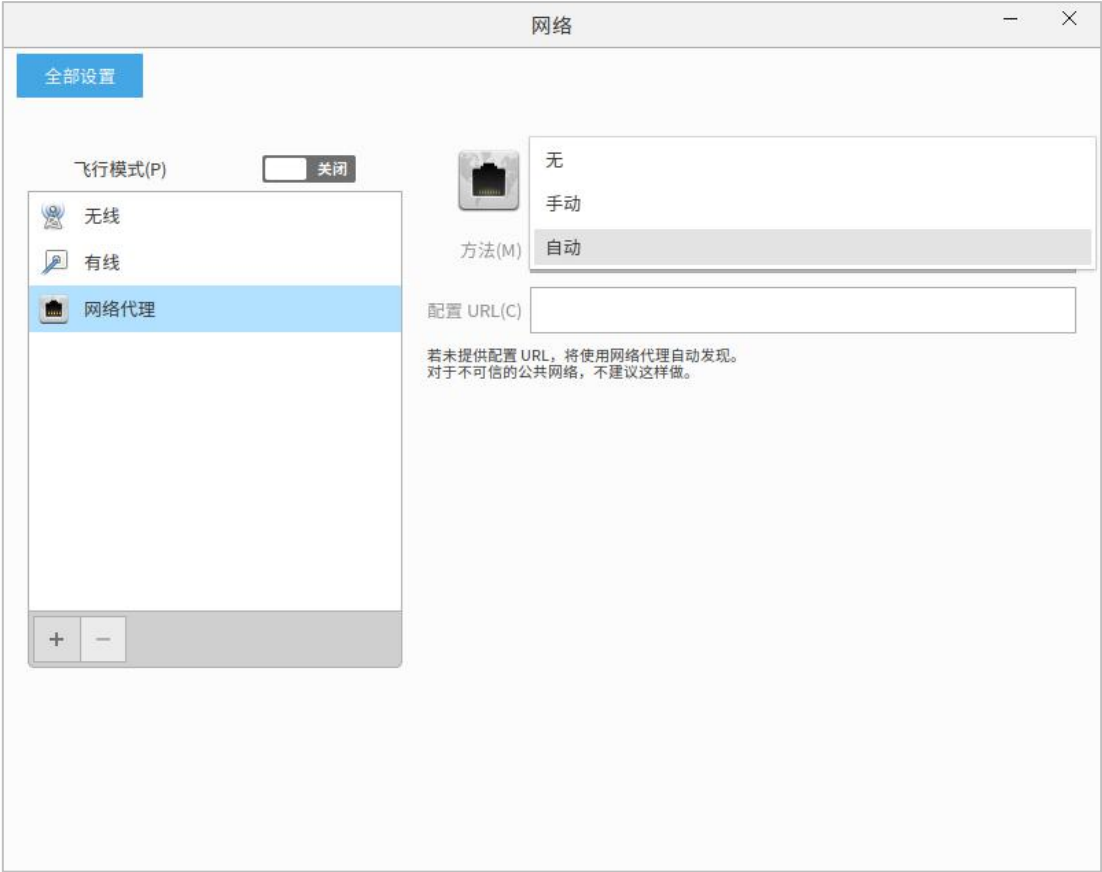 网络
全部设置
飞行模式(P)
关闭
无线
有线
网络代理
无
手动
自动
方法(M)
配置 URL(C)
若未提供配置 URL，将使用网络代理自动发现。
对于不可信的公共网络，不建议这样做。